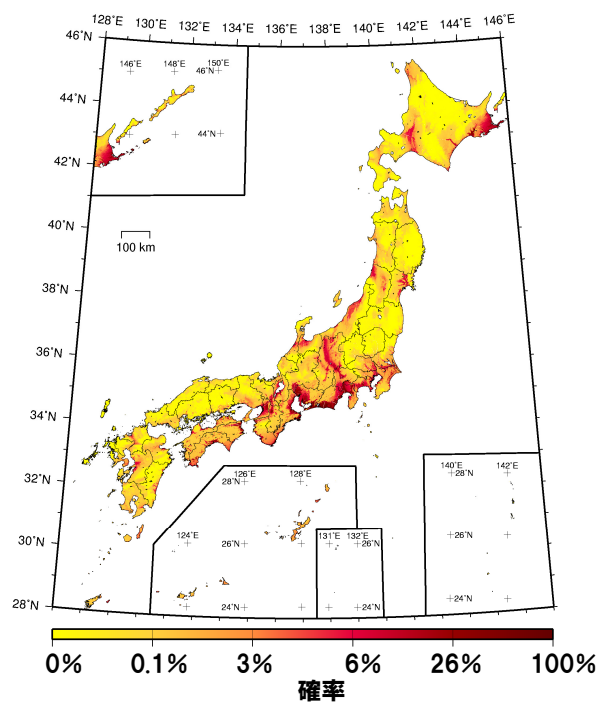 128˚E 130˚E 132˚E 134˚E 136˚E 138˚E 140˚E 142˚E 144˚E 146˚E
46˚N
146˚E 148˚E 150˚E
46˚N
44˚N
44˚N
42˚N
40˚N
100 km
38˚N
36˚N
34˚N
32˚N
126˚E 128˚E
28˚N
140˚E 142˚E
28˚N
124˚E
26˚N
131˚E 132˚E
26˚N
26˚N
30˚N
24˚N
24˚N
24˚N
28˚N
0% 0.1% 3% 6% 26% 100%
確率